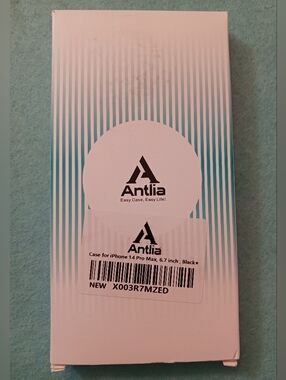 Antlia
Easy Case, Easy Life!
Antlia
Case for iPhone 14 Pro Max, 6.7 inch , Black+
NEW X003R7MZED